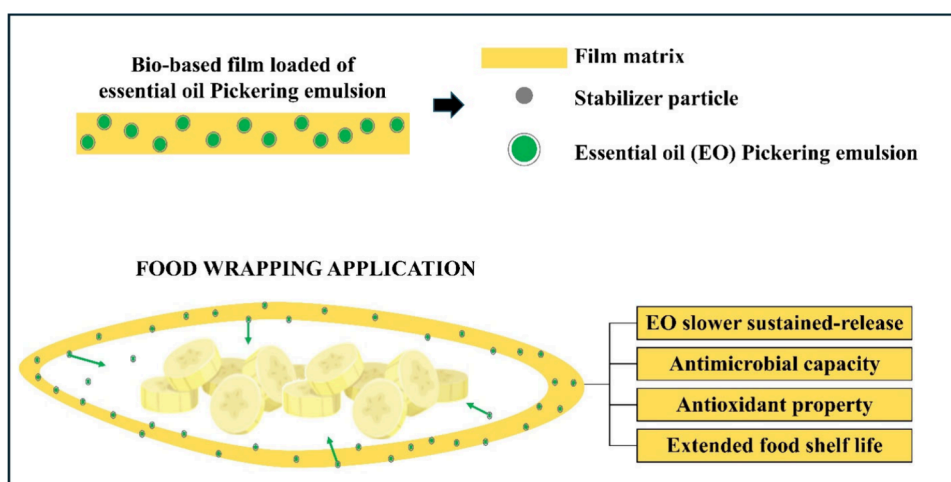 Bio-based film loaded of
essential oil Pickering emulsion
Film matrix
Stabilizer particle
Essential oil (EO) Pickering emulsion
FOOD WRAPPING APPLICATION
EO slower sustained-release
Antimicrobial capacity
Antioxidant property
Extended food shelf life